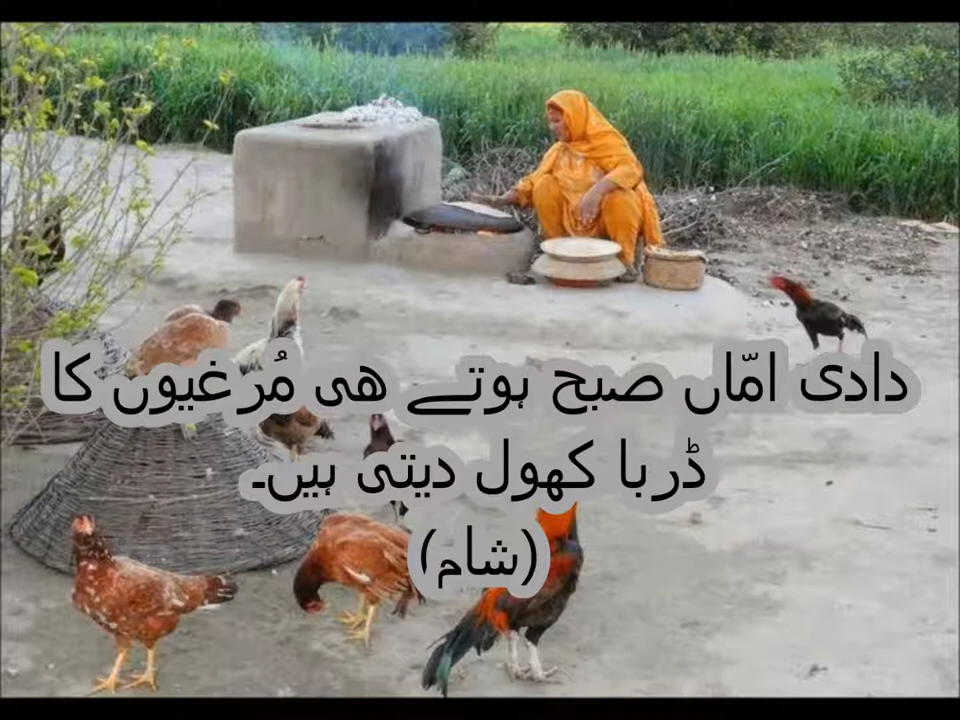 دادی امّاں صبح ہوتے ھی مُرغیوں کا
ڈربا کھول دیتی ہیں۔
(شام)